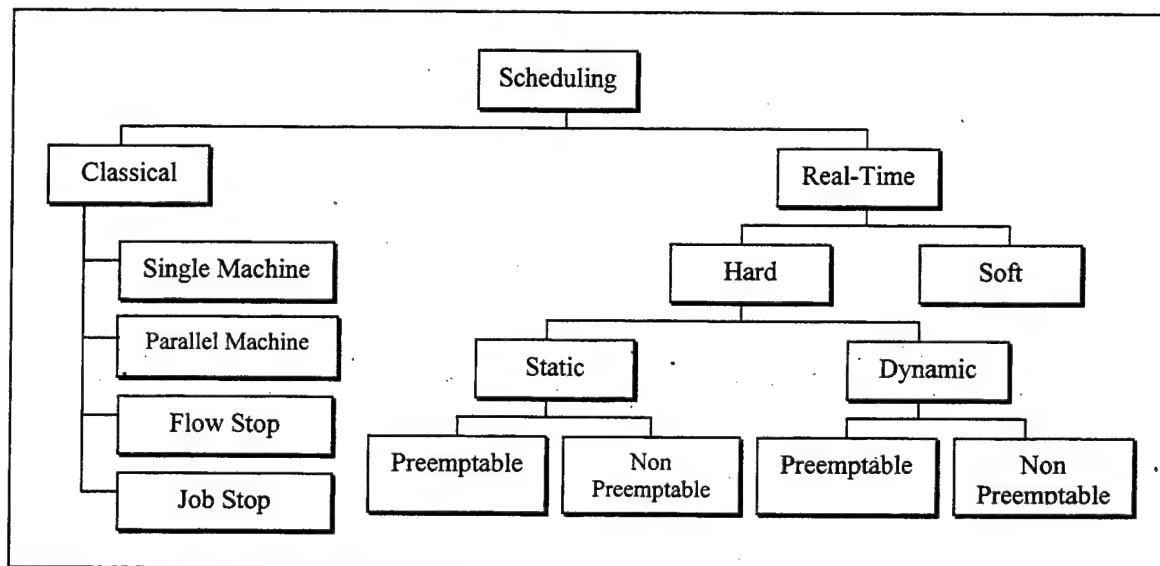 Scheduling
Classical
Real-Time
Single Machine
Hard
Soft
Parallel Machine
Static
Dynamic
Flow Stop
Preemptable
Non
Preemptable
Preemptable
Non
Preemptable
Job Stop